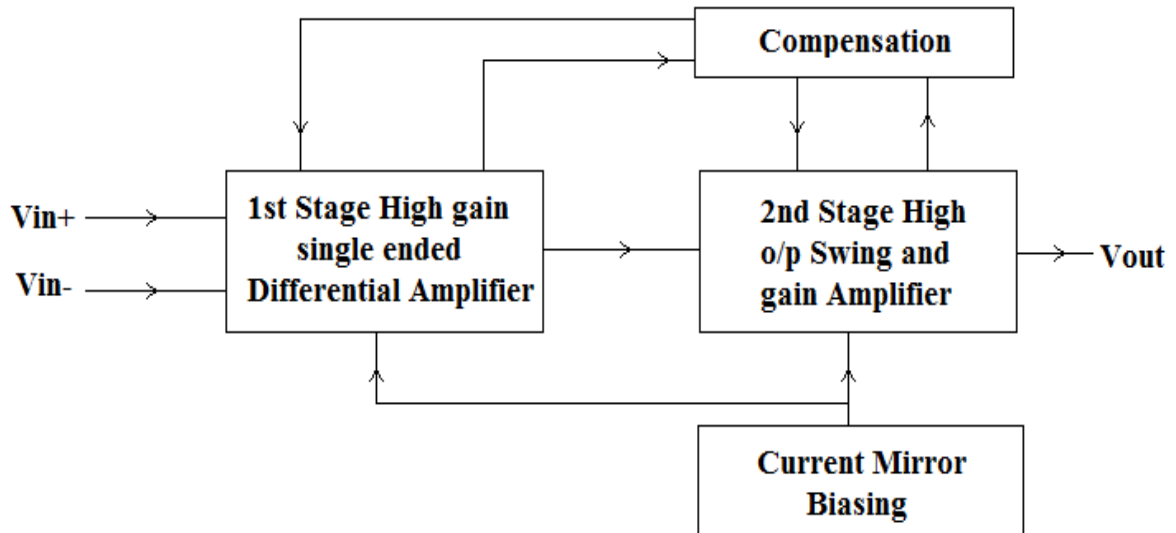 Compensation
Vin+
Vin-
1st Stage High gain
single ended
Differential Amplifier
2nd Stage High
o/p Swing and
gain Amplifier
Vout
Current Mirror
Biasing